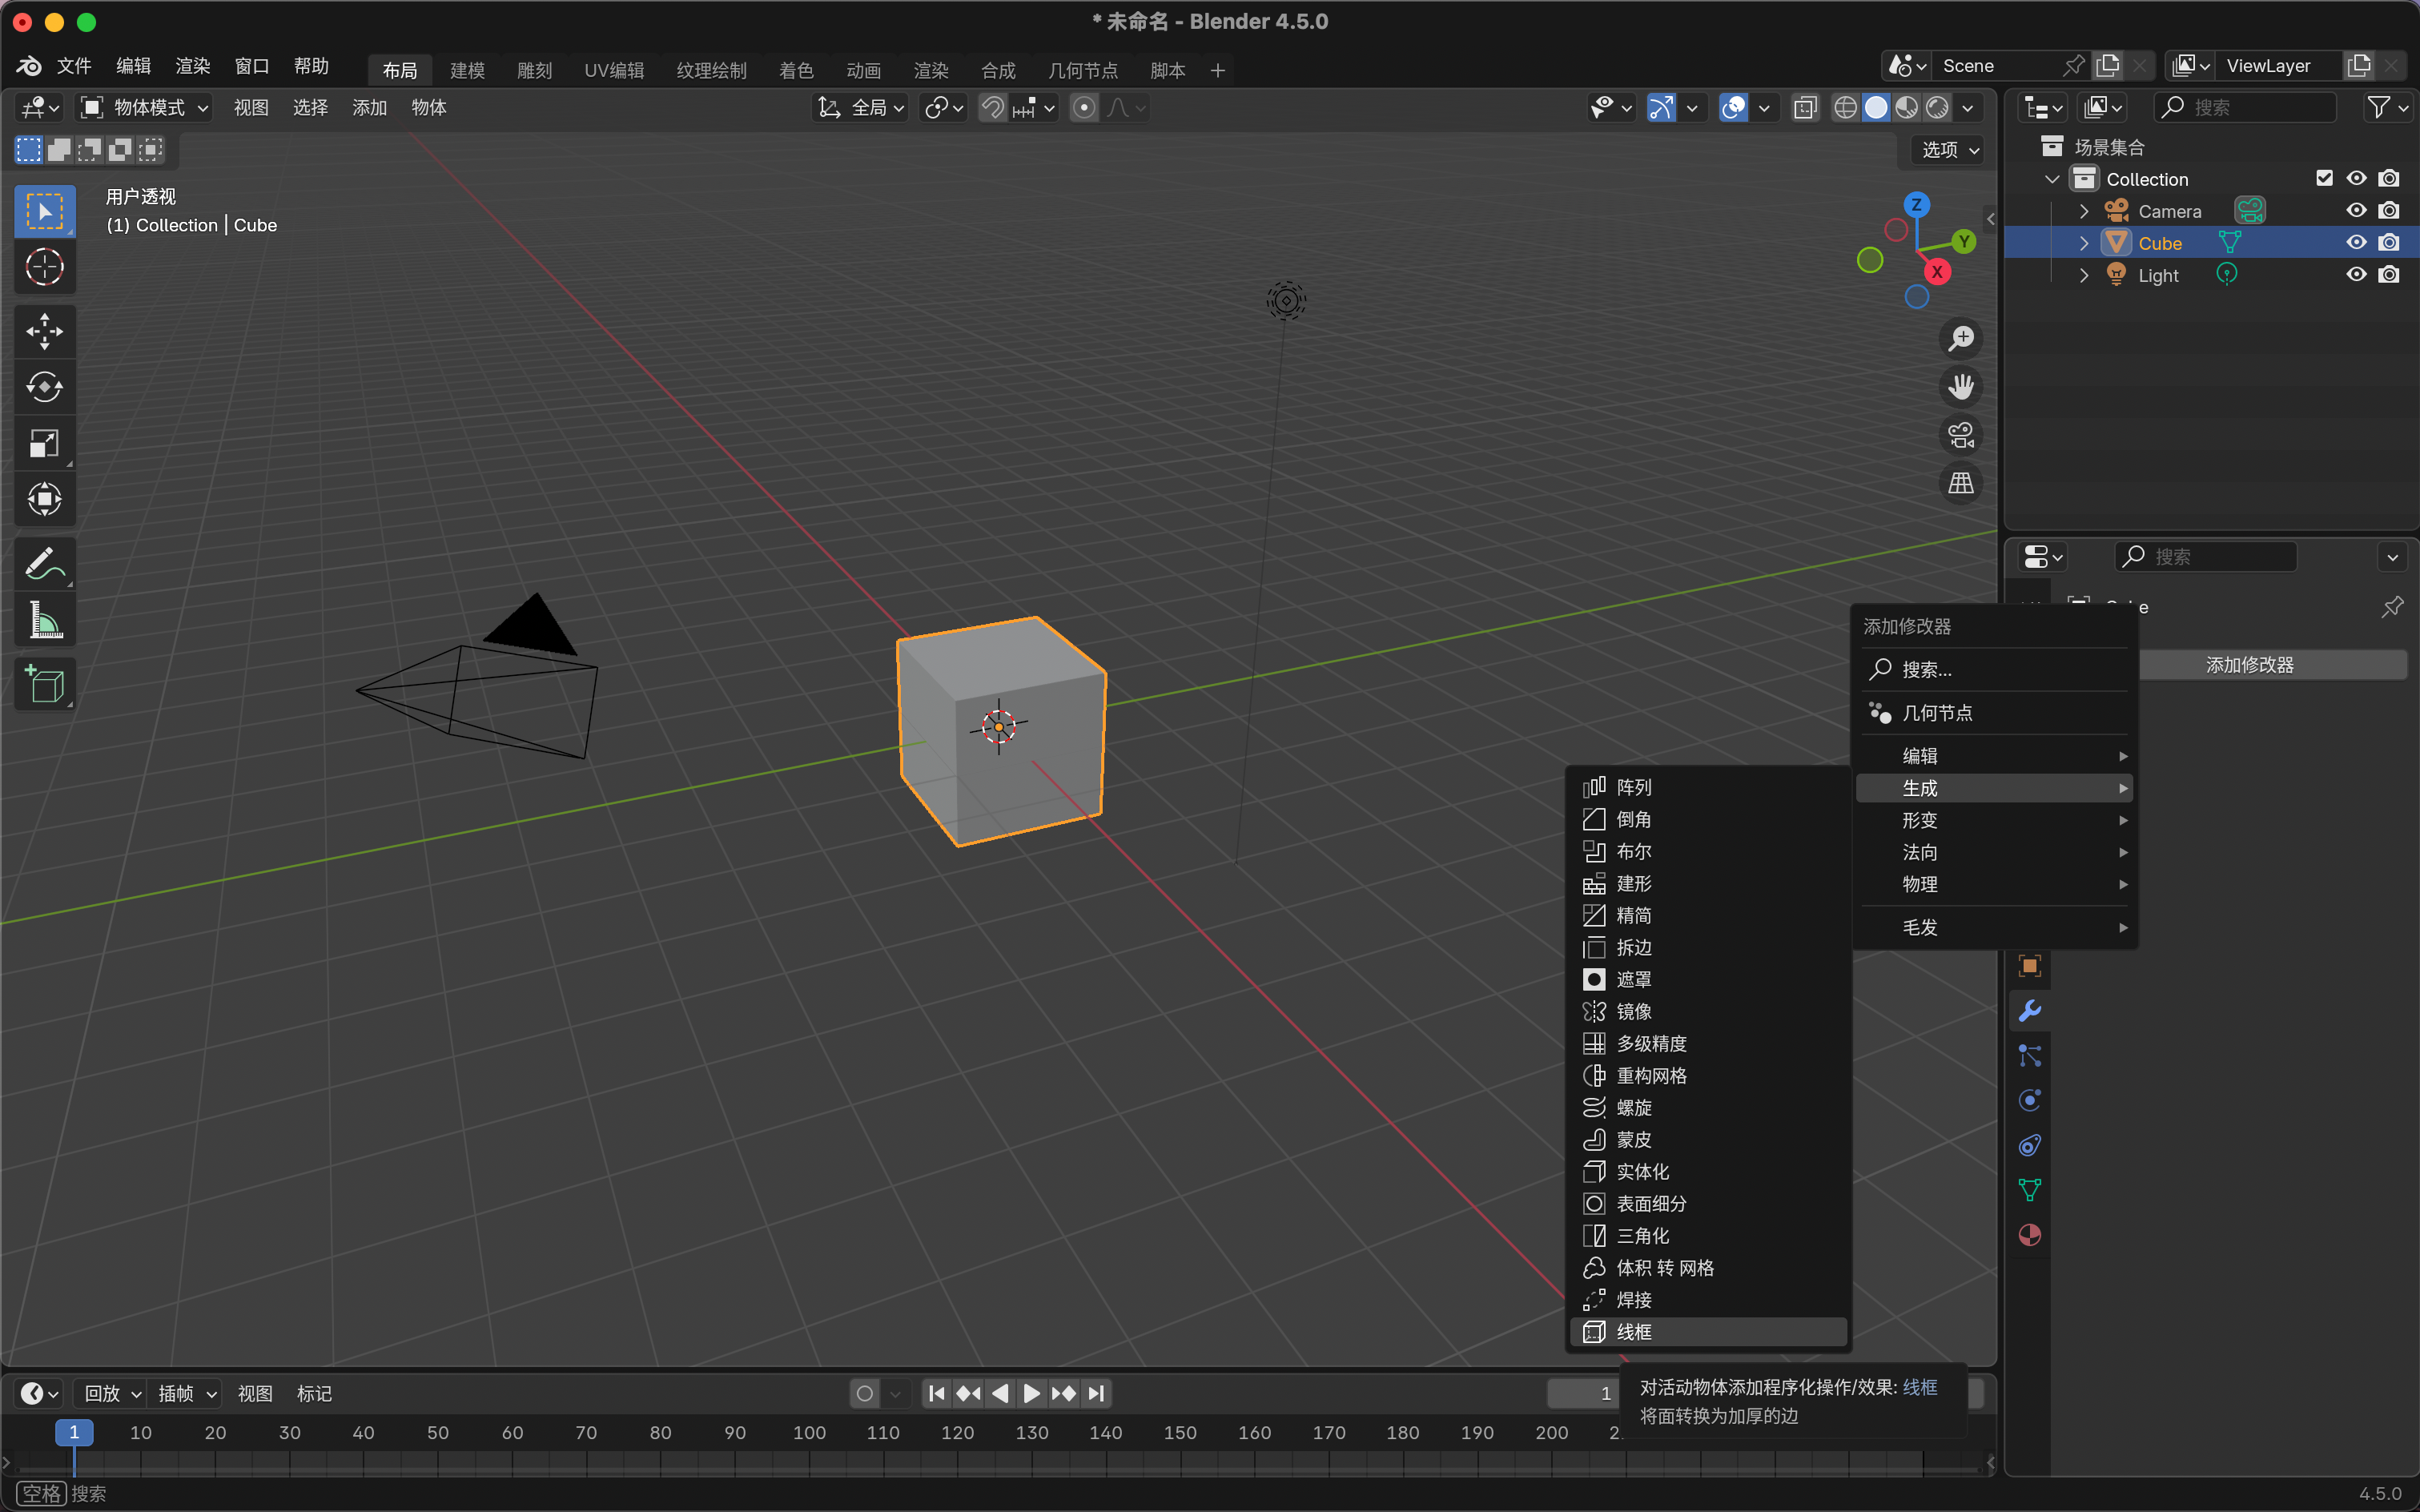 * 未命名 - Blender 4.5.0
文件 编辑 渲染 窗口 帮助 布局 建模 雕刻 UV编辑 纹理绘制 着色 动画 渲染 合成 几何节点 脚本 Scene ViewLayer
物体模式 视图 选择 添加 物体 全局 搜索
选项
用户透视
(1) Collection | Cube
Z
Y
X
场景集合
Collection
Camera
Cube
Light
搜索
添加修改器
搜索...
几何节点
编辑
生成
形变
法向
物理
毛发
添加修改器
阵列
倒角
布尔
建形
精简
拆边
遮罩
镜像
多级精度
重构网格
螺旋
蒙皮
实体化
表面细分
三角化
体积 转 网格
焊接
线框
对活动物体添加程序化操作/效果: 线框
将面转换为加厚的边
回放 插帧 视图 标记 1
1 10 20 30 40 50 60 70 80 90 100 110 120 130 140 150 160 170 180 190 200
空格 搜索 4.5.0